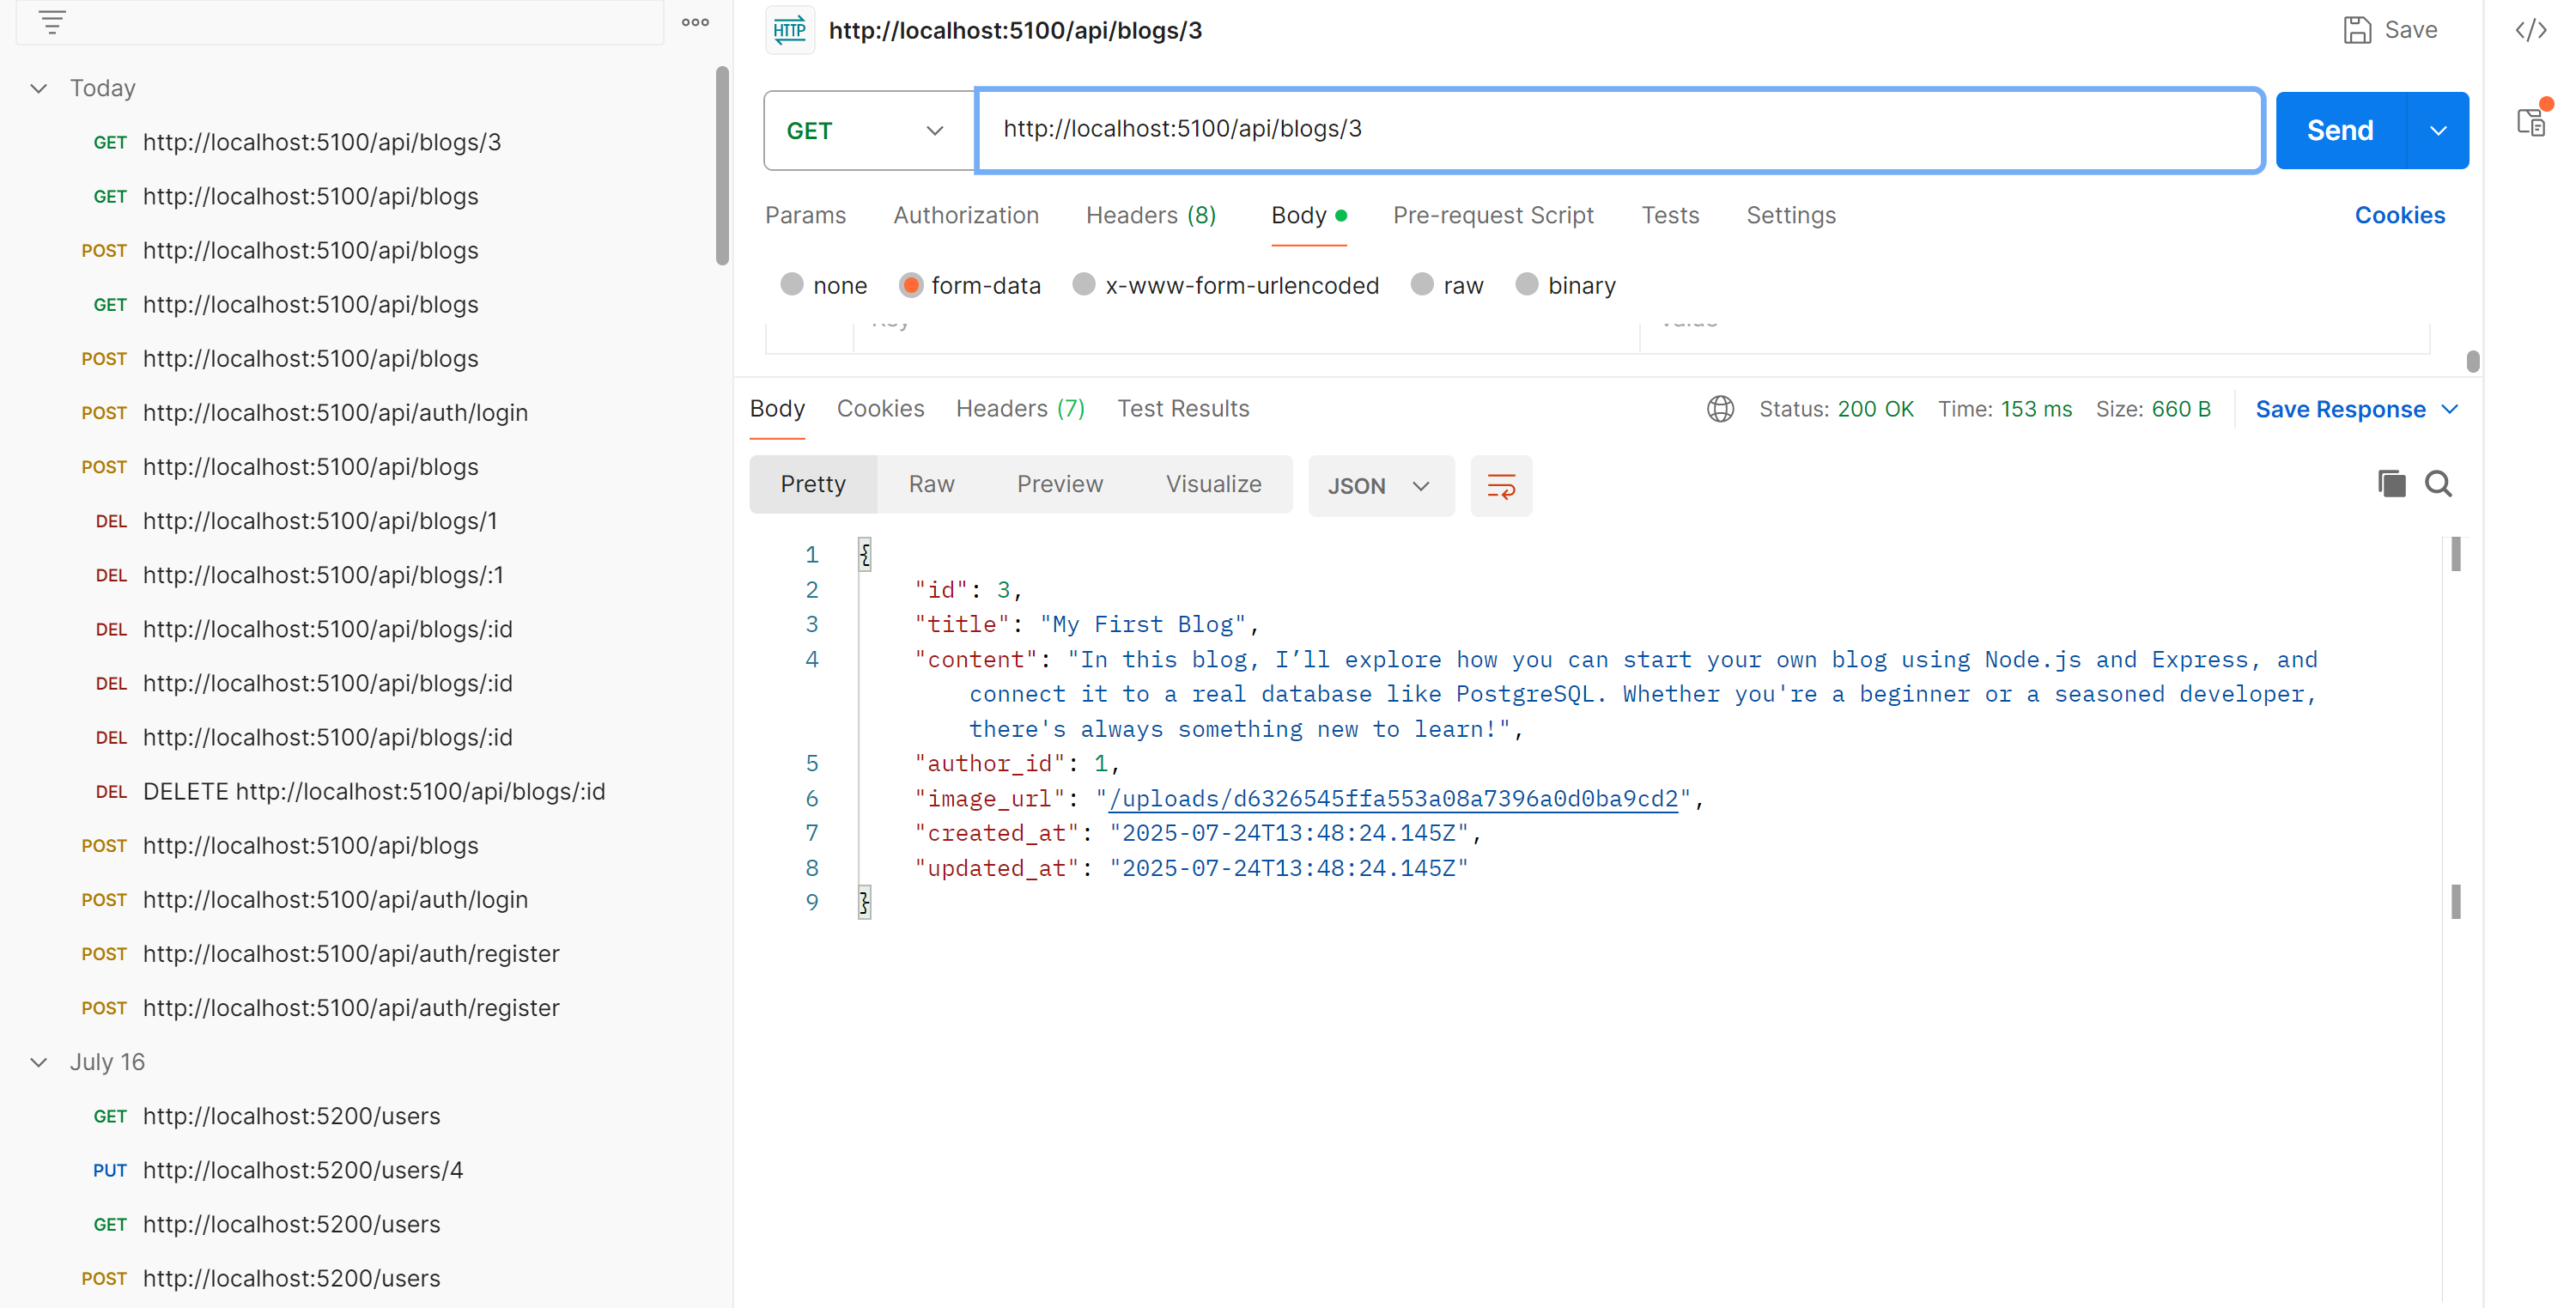 Today
GET http://localhost:5100/api/blogs/3
GET http://localhost:5100/api/blogs
POST http://localhost:5100/api/blogs
GET http://localhost:5100/api/blogs
POST http://localhost:5100/api/blogs
POST http://localhost:5100/api/auth/login
POST http://localhost:5100/api/blogs
DEL http://localhost:5100/api/blogs/1
DEL http://localhost:5100/api/blogs/:1
DEL http://localhost:5100/api/blogs/:id
DEL http://localhost:5100/api/blogs/:id
DEL http://localhost:5100/api/blogs/:id
DEL DELETE http://localhost:5100/api/blogs/:id
POST http://localhost:5100/api/blogs
POST http://localhost:5100/api/auth/login
POST http://localhost:5100/api/auth/register
POST http://localhost:5100/api/auth/register
July 16
GET http://localhost:5200/users
PUT http://localhost:5200/users/4
GET http://localhost:5200/users
POST http://localhost:5200/users
HTTP http://localhost:5100/api/blogs/3 Save
GET http://localhost:5100/api/blogs/3 Send
Params Authorization Headers (8) Body Pre-request Script Tests Settings Cookies
none form-data x-www-form-urlencoded raw binary
Key Value
Body Cookies Headers (7) Test Results Status: 200 OK Time: 153 ms Size: 660 B Save Response
Pretty Raw Preview Visualize JSON
1 {
2 "id": 3,
3 "title": "My First Blog",
4 "content": "In this blog, I’ll explore how you can start your own blog using Node.js and Express, and
connect it to a real database like PostgreSQL. Whether you're a beginner or a seasoned developer,
there's always something new to learn!",
5 "author_id": 1,
6 "image_url": "/uploads/d6326545ffa553a08a7396a0d0ba9cd2",
7 "created_at": "2025-07-24T13:48:24.145Z",
8 "updated_at": "2025-07-24T13:48:24.145Z"
9 }